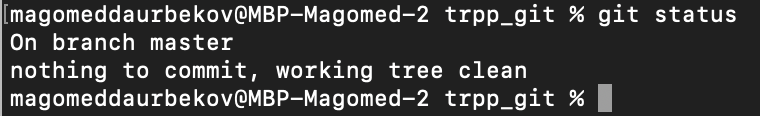 [magomeddaurbekov@MBP-Magomed-2 trpp_git % git status
On branch master
nothing to commit, working tree clean
magomeddaurbekov@MBP-Magomed-2 trpp_git %